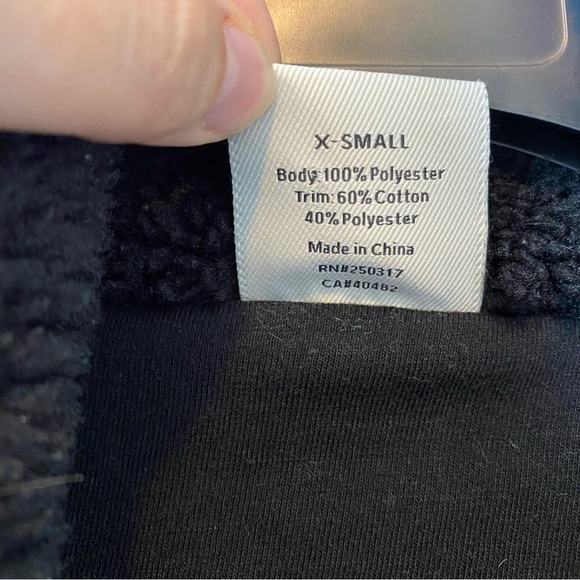 X-SMALL
Body: 100% Polyester
Trim: 60% Cotton
40% Polyester
Made in China
RN#250317
CA#40482